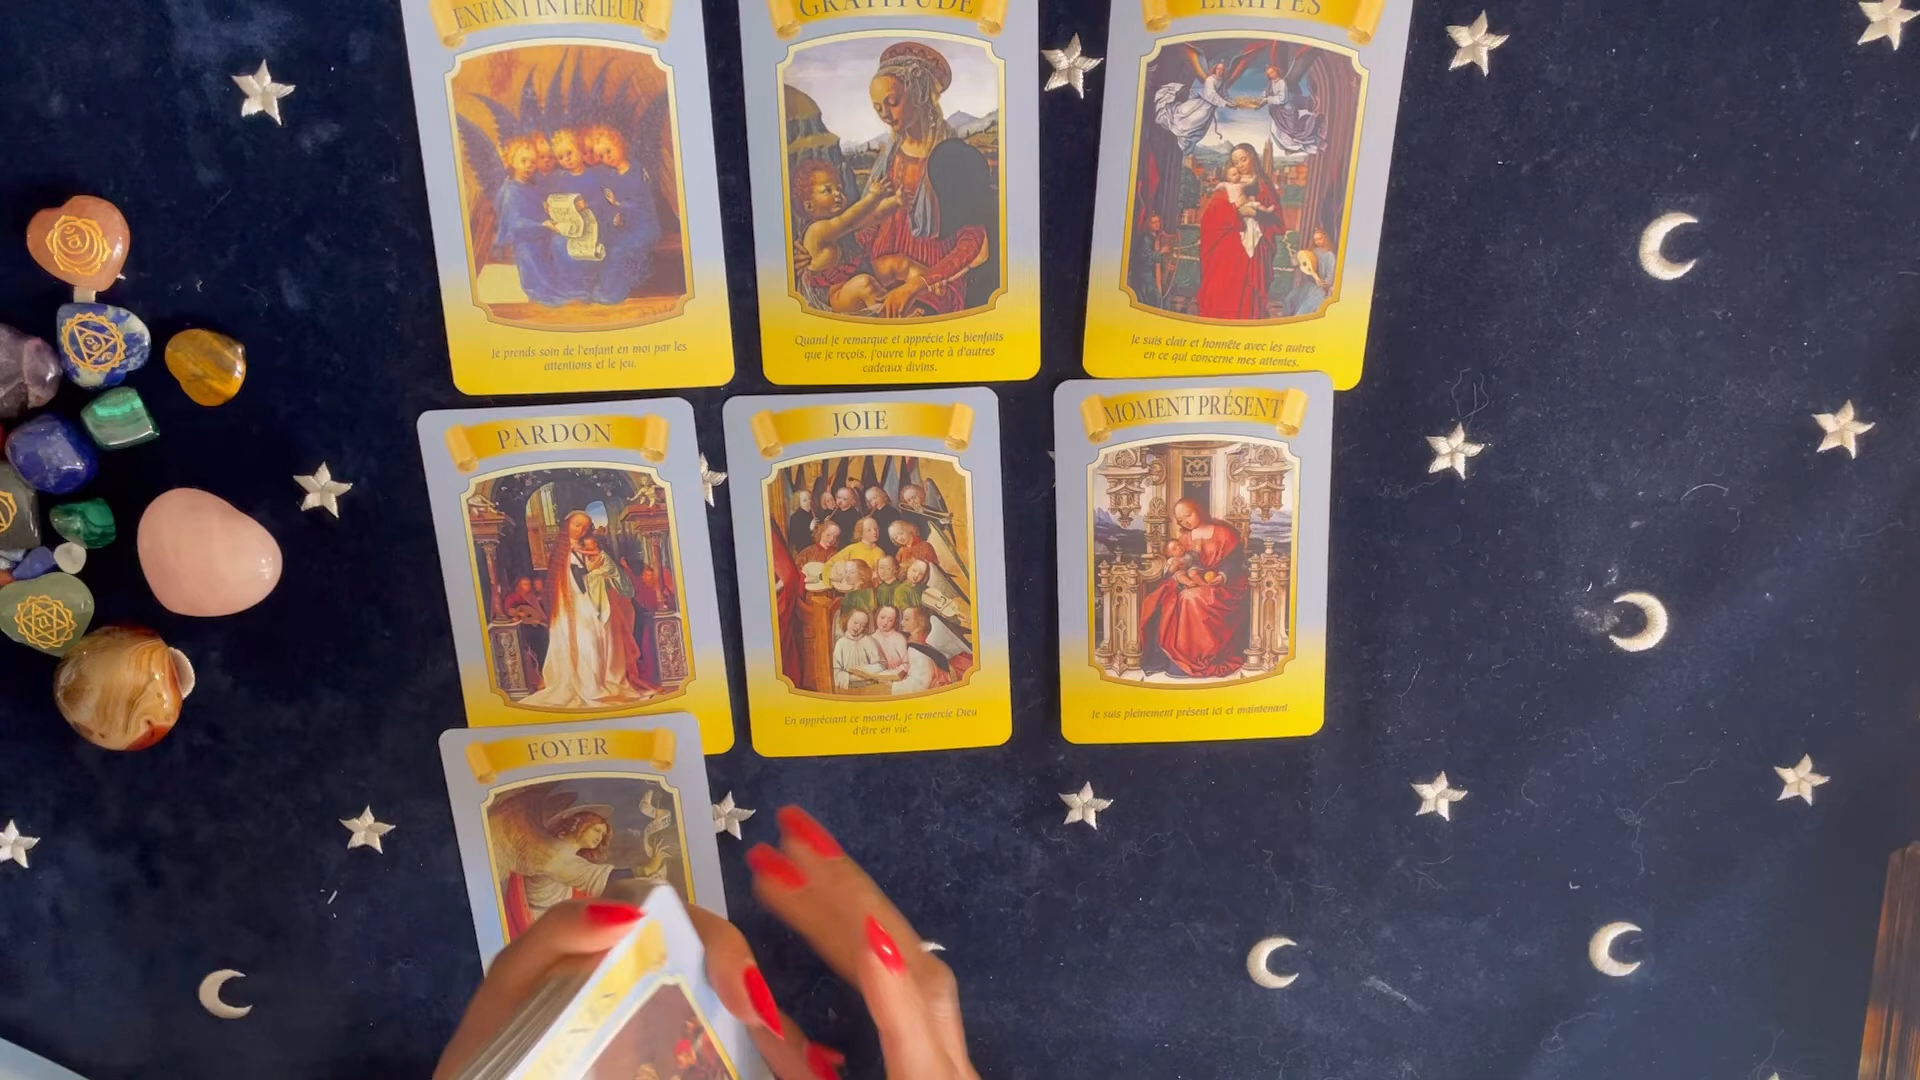 ENFANT INTÉRIEUR
GRATITUDE
LIMITES
Je prends soin de l'enfant en moi par les
attentions et le jeu.
Quand je remarque et apprécie les bienfaits
que je reçois, j'ouvre la porte à d'autres
cadeaux divins.
Je suis clair et honnête avec les autres
en ce qui concerne mes attentes.
PARDON
JOIE
MOMENT PRÉSENT
En appréciant ce moment, je remercie Dieu
d'être en vie.
Je suis pleinement présent ici et maintenant.
FOYER